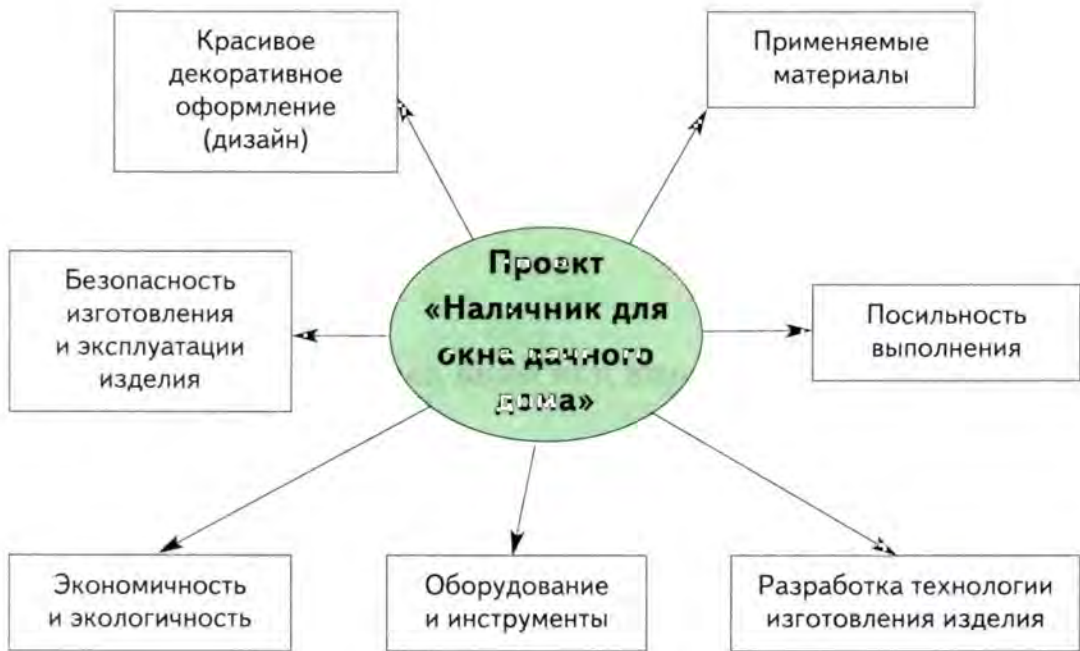 Красивое
декоративное
оформление
(дизайн)
Применяемые
материалы
Проект
«Наличник для
окна дачного
дома»
Безопасность
изготовления
и эксплуатации
изделия
Посильность
выполнения
Экономичность
и экологичность
Оборудование
и инструменты
Разработка технологии
изготовления изделия